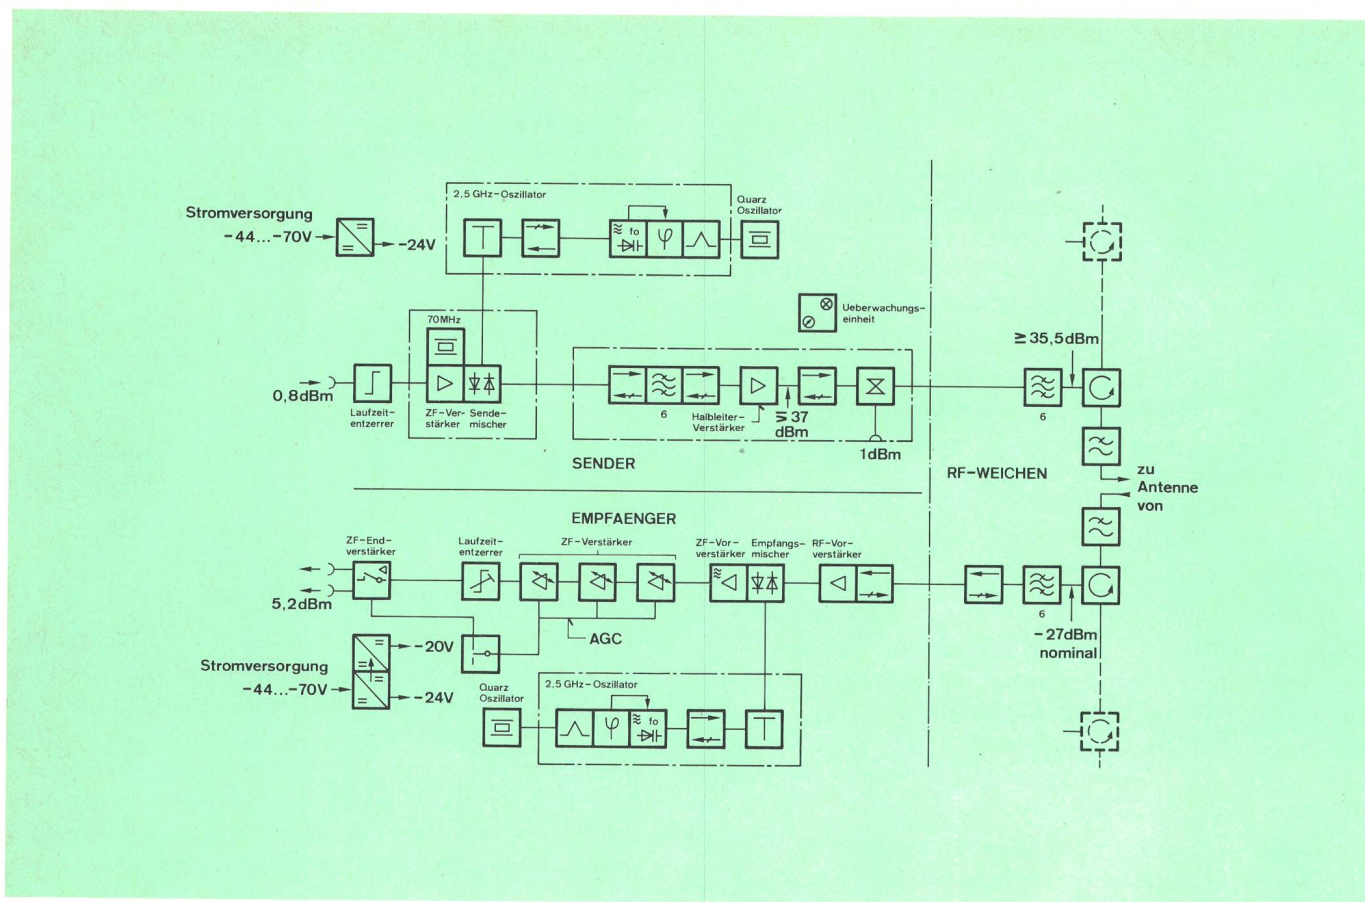 2,5 GHz-Oszillator
Quarz
Oszillator
Stromversorgung
-44...-70V
-24V
fo
φ
70MHz
Ueberwachungs-
einheit
≧ 35,5dBm
0,8dBm
Laufzeit-
entzerrer
ZF-Ver-
stärker
Sende-
mischer
6
Halbleiter-
Verstärker
≦ 37
dBm
1dBm
6
SENDER
RF-WEICHEN
zu
Antenne
von
EMPFAENGER
ZF-End-
verstärker
Laufzeit-
entzerrer
ZF-Verstärker
ZF-Vor-
verstärker
Empfangs-
mischer
RF-Vor-
verstärker
5,2dBm
6
-27dBm
nominal
AGC
-20V
Stromversorgung
-44...-70V
-24V
Quarz
Oszillator
2,5 GHz-Oszillator
φ
fo